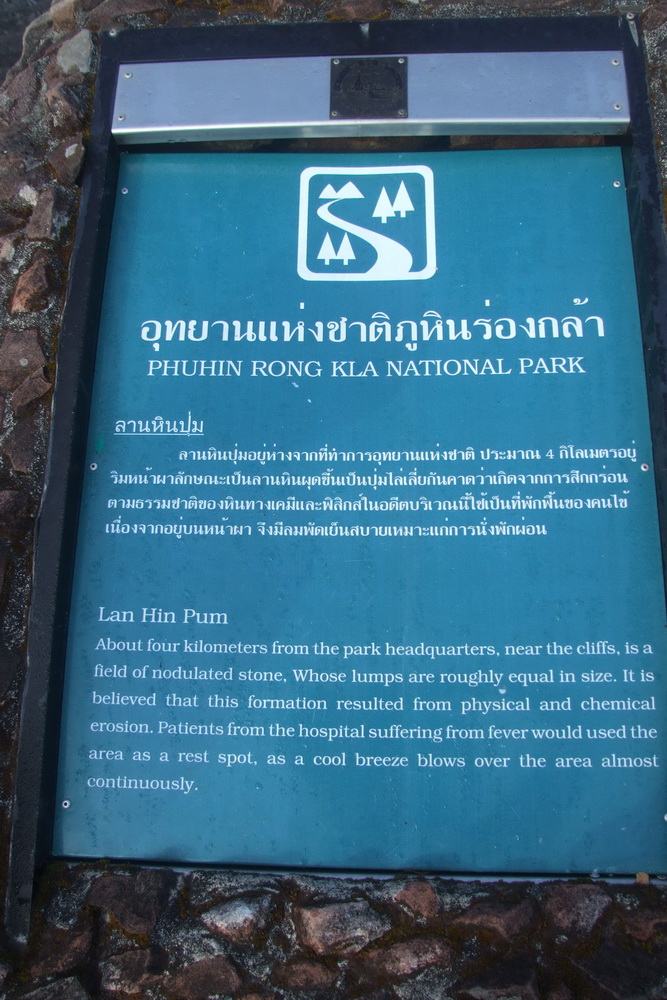 อุทยานแห่งชาติภูหินร่องกล้า
PHUHIN RONG KLA NATIONAL PARK
ลานหินปุ่ม
ลานหินปุ่มอยู่ห่างจากที่ทำการอุทยานแห่งชาติ ประมาณ 4 กิโลเมตรอยู่
ริมหน้าผาลักษณะเป็นลานหินผุดขึ้นเป็นปุ่มไล่เลี่ยกันคาดว่าเกิดจากการสึกกร่อน
ตามธรรมชาติของหินทางเคมีและฟิสิกส์ในอดีตบริเวณนี้ใช้เป็นที่พักฟื้นของคนไข้
เนื่องจากอยู่บนหน้าผา จึงมีลมพัดเย็นสบายเหมาะแก่การนั่งพักผ่อน
Lan Hin Pum
About four kilometers from the park headquarters, near the cliffs, is a
field of nodulated stone, Whose lumps are roughly equal in size. It is
believed that this formation resulted from physical and chemical
erosion. Patients from the hospital suffering from fever would used the
area as a rest spot, as a cool breeze blows over the area almost
continuously.